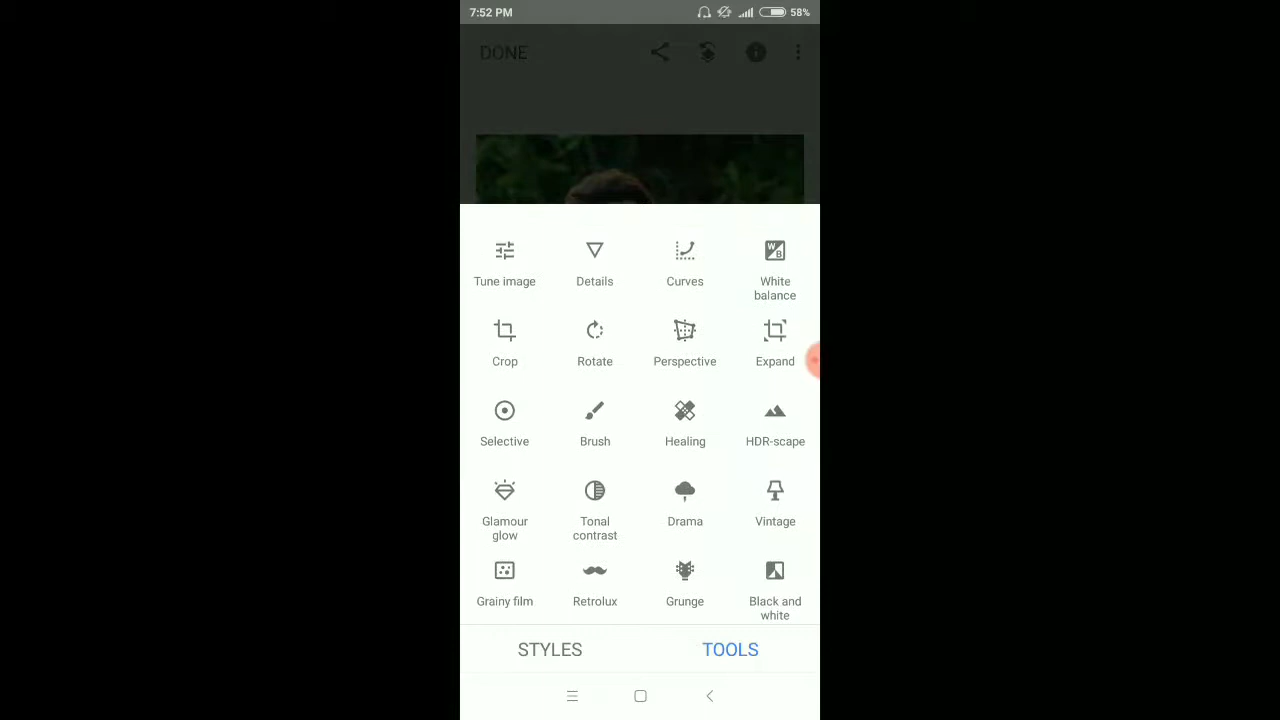 7:52 PM 58%
DONE
Tune image Details Curves White balance
Crop Rotate Perspective Expand
Selective Brush Healing HDR-scape
Glamour glow Tonal contrast Drama Vintage
Grainy film Retrolux Grunge Black and white
STYLES TOOLS